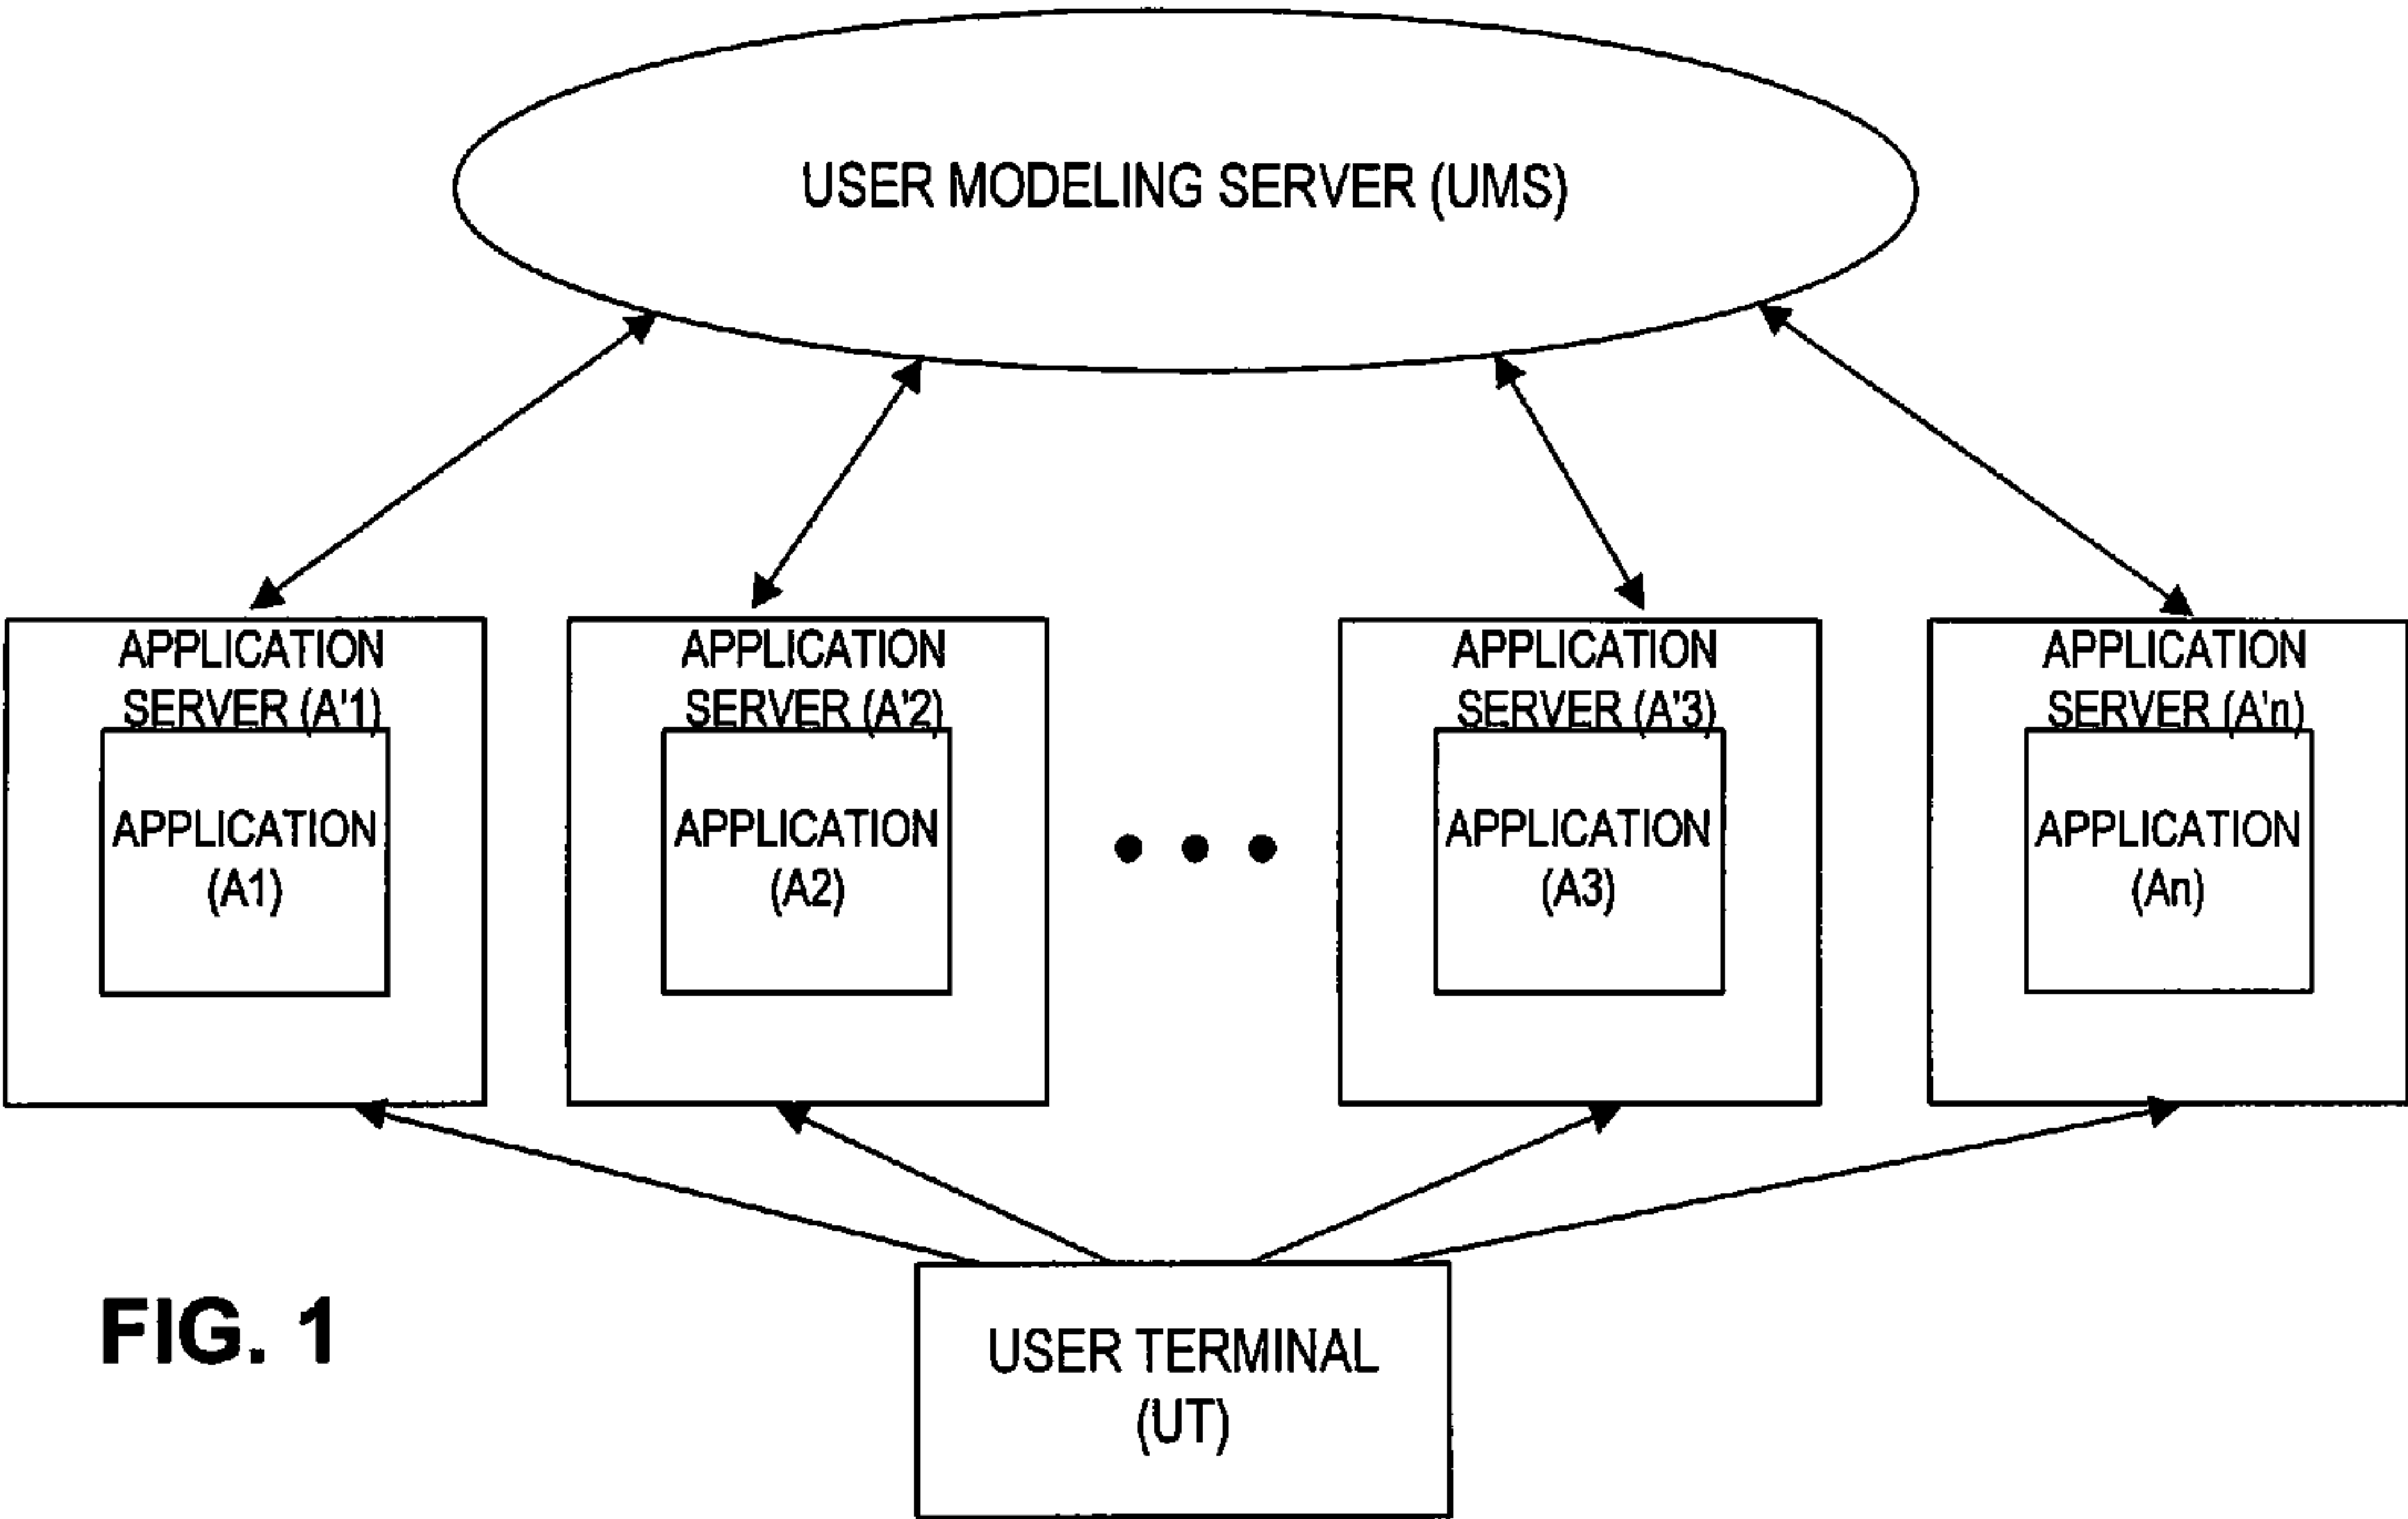 USER MODELING SERVER (UMS)
APPLICATION
SERVER (A'1)
APPLICATION
(A1)
APPLICATION
SERVER (A'2)
APPLICATION
(A2)
APPLICATION
SERVER (A'3)
APPLICATION
(A3)
APPLICATION
SERVER (A'n)
APPLICATION
(An)
FIG. 1
USER TERMINAL
(UT)